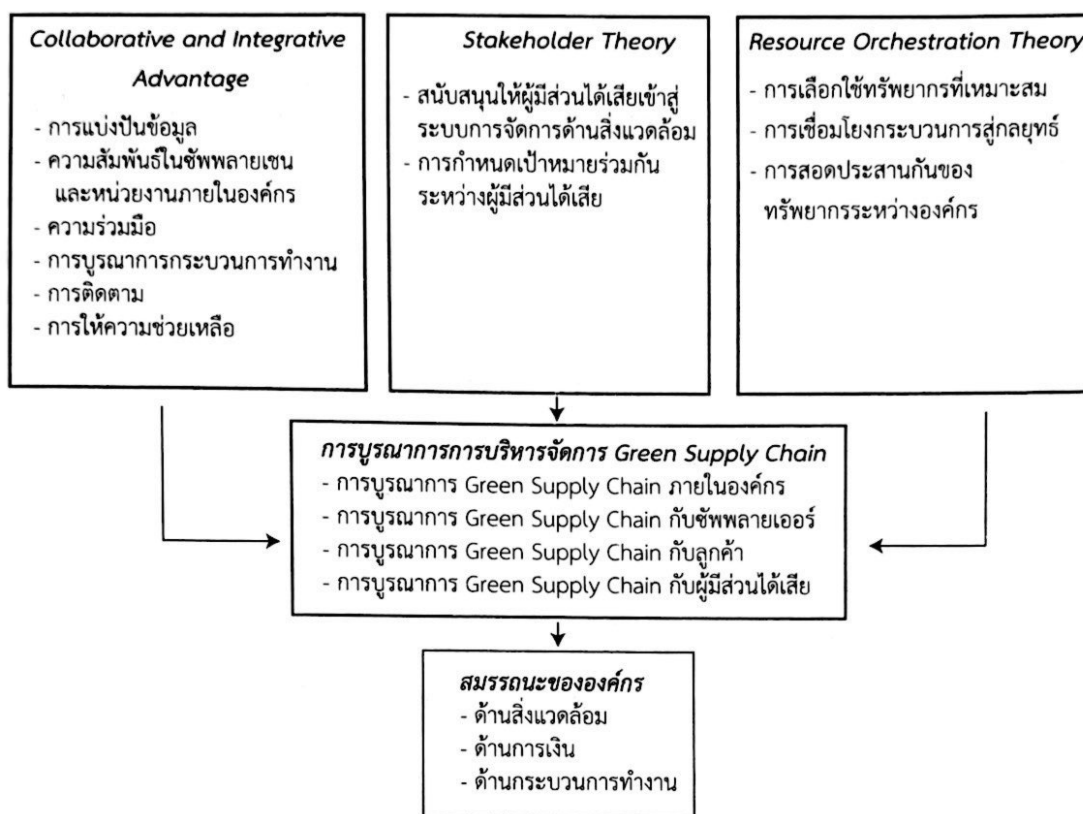 Collaborative and Integrative
Advantage
- การแบ่งปันข้อมูล
- ความสัมพันธ์ในซัพพลายเชน
และหน่วยงานภายในองค์กร
- ความร่วมมือ
- การบูรณาการกระบวนการทำงาน
- การติดตาม
- การให้ความช่วยเหลือ
Stakeholder Theory
- สนับสนุนให้ผู้มีส่วนได้เสียเข้าสู่
ระบบการจัดการด้านสิ่งแวดล้อม
- การกำหนดเป้าหมายร่วมกัน
ระหว่างผู้มีส่วนได้เสีย
Resource Orchestration Theory
- การเลือกใช้ทรัพยากรที่เหมาะสม
- การเชื่อมโยงกระบวนการสู่กลยุทธ์
- การสอดประสานกันของ
ทรัพยากรระหว่างองค์กร
การบูรณาการการบริหารจัดการ Green Supply Chain
- การบูรณาการ Green Supply Chain ภายในองค์กร
- การบูรณาการ Green Supply Chain กับซัพพลายเออร์
- การบูรณาการ Green Supply Chain กับลูกค้า
- การบูรณาการ Green Supply Chain กับผู้มีส่วนได้เสีย
สมรรถนะขององค์กร
- ด้านสิ่งแวดล้อม
- ด้านการเงิน
- ด้านกระบวนการทำงาน